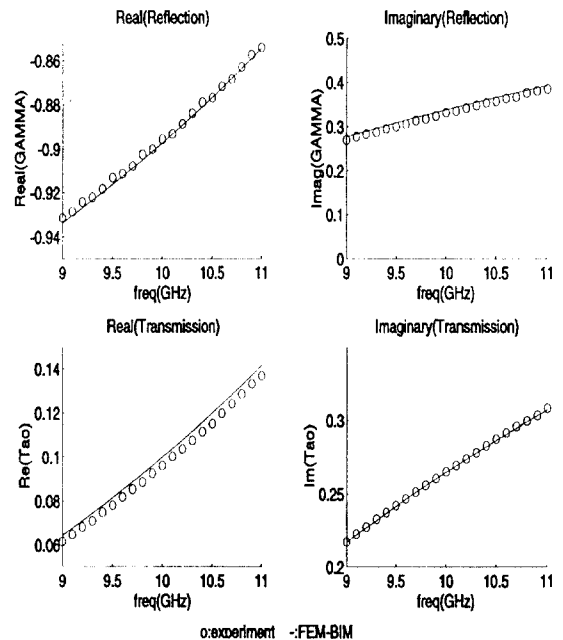 Real(Reflection)
Real(GAMMA)
-0.86
-0.88
-0.9
-0.92
-0.94
9 9.5 10 10.5 11
freq(GHz)
Imaginary(Reflection)
Imag(GAMMA)
0.5
0.4
0.3
0.2
0.1
0
9 9.5 10 10.5 11
freq(GHz)
Real(Transmission)
Re(Tao)
0.14
0.12
0.1
0.08
0.06
9 9.5 10 10.5 11
freq(GHz)
Imaginary(Transmission)
Im(Tao)
0.3
0.25
0.2
9 9.5 10 10.5 11
freq(GHz)
o:experiment -:FEM-BIM